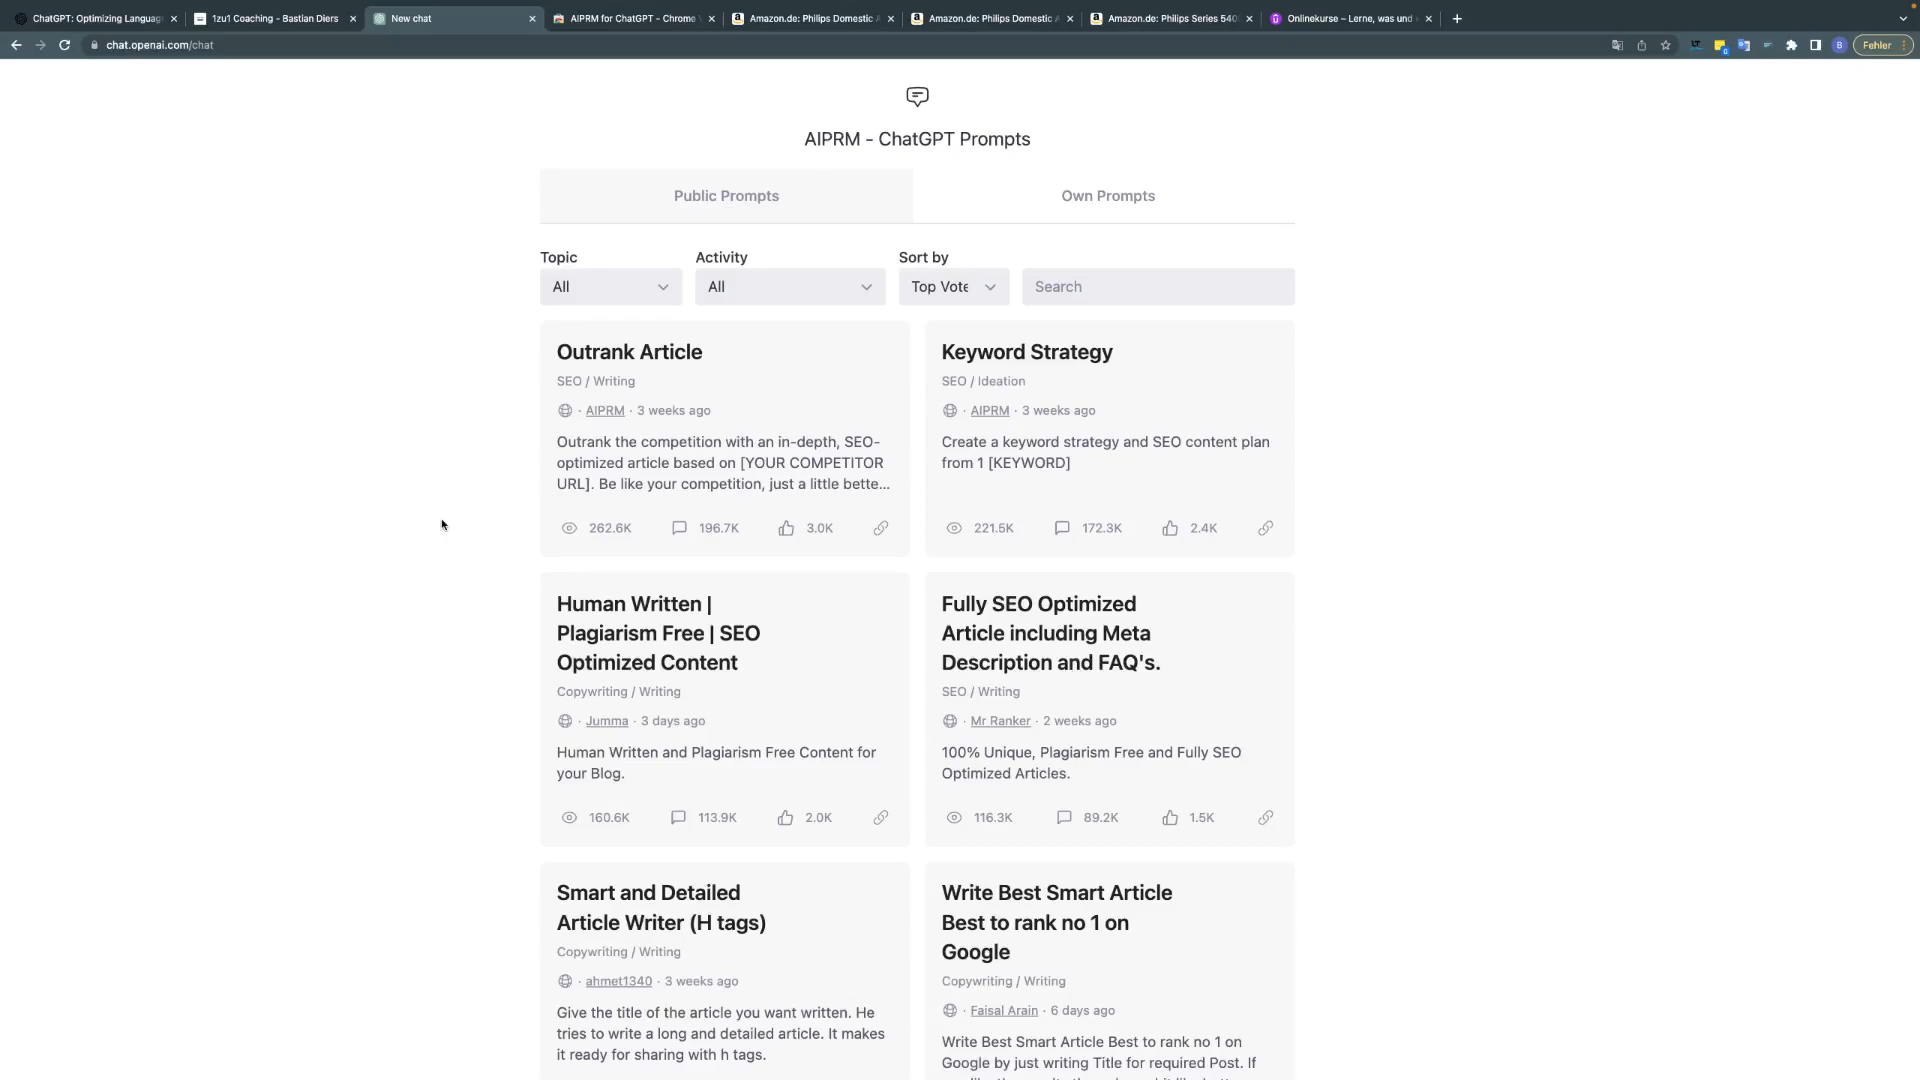 ChatGPT: Optimizing Languag
1zu1 Coaching - Bastian Diers
New chat
AIPRM for ChatGPT - Chrome
Amazon.de: Philips Domestic
Amazon.de: Philips Domestic
Amazon.de: Philips Series 540
Onlinekurse – Lerne, was und
chat.openai.com/chat
B
Fehler
AIPRM - ChatGPT Prompts
Public Prompts
Own Prompts
Topic
Activity
Sort by
All
All
Top Vote
Search
Outrank Article
SEO / Writing
· AIPRM · 3 weeks ago
Outrank the competition with an in-depth, SEO-
optimized article based on [YOUR COMPETITOR
URL]. Be like your competition, just a little bette...
262.6K 196.7K 3.0K
Keyword Strategy
SEO / Ideation
· AIPRM · 3 weeks ago
Create a keyword strategy and SEO content plan
from 1 [KEYWORD]
221.5K 172.3K 2.4K
Human Written |
Plagiarism Free | SEO
Optimized Content
Copywriting / Writing
· Jumma · 3 days ago
Human Written and Plagiarism Free Content for
your Blog.
160.6K 113.9K 2.0K
Fully SEO Optimized
Article including Meta
Description and FAQ's.
SEO / Writing
· Mr Ranker · 2 weeks ago
100% Unique, Plagiarism Free and Fully SEO
Optimized Articles.
116.3K 89.2K 1.5K
Smart and Detailed
Article Writer (H tags)
Copywriting / Writing
· ahmet1340 · 3 weeks ago
Give the title of the article you want written. He
tries to write a long and detailed article. It makes
it ready for sharing with h tags.
Write Best Smart Article
Best to rank no 1 on
Google
Copywriting / Writing
· Faisal Arain · 6 days ago
Write Best Smart Article Best to rank no 1 on
Google by just writing Title for required Post. If